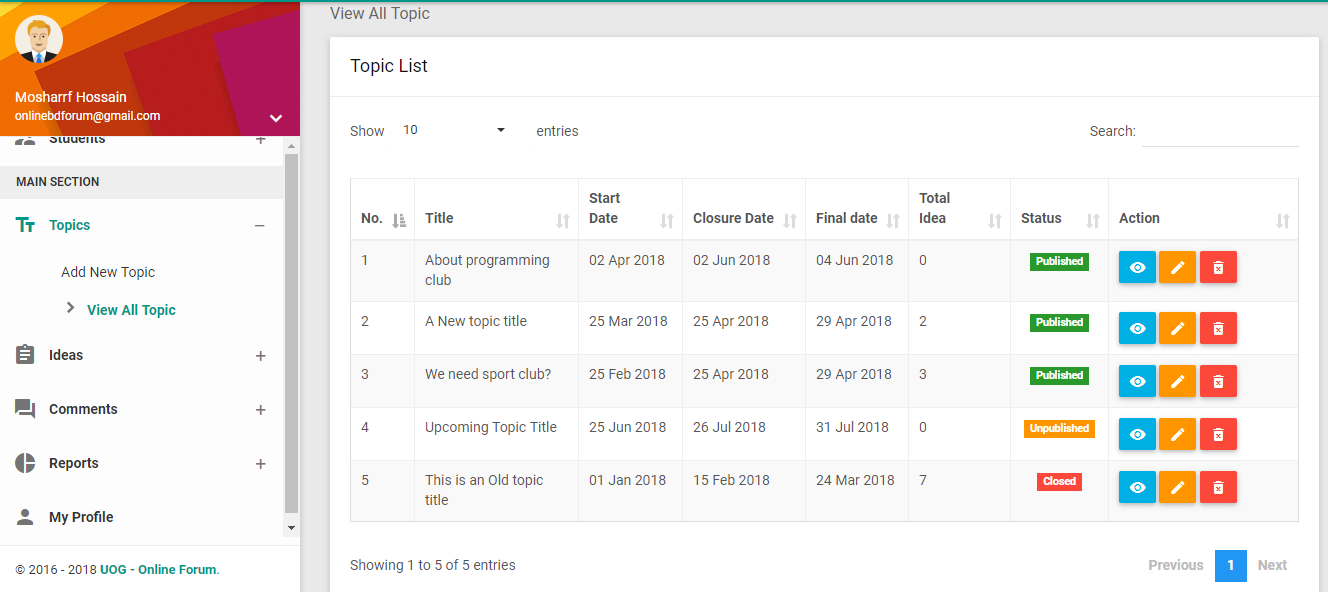 Mosharrf Hossain
onlinebdforum@gmail.com
Students
MAIN SECTION
Topics
Add New Topic
View All Topic
Ideas
Comments
Reports
My Profile
© 2016 - 2018 UOG - Online Forum.
View All Topic
Topic List
Show 10 entries
Search:
No. Title Start Date Closure Date Final date Total Idea Status Action
1 About programming club 02 Apr 2018 02 Jun 2018 04 Jun 2018 0 Published
2 A New topic title 25 Mar 2018 25 Apr 2018 29 Apr 2018 2 Published
3 We need sport club? 25 Feb 2018 25 Apr 2018 29 Apr 2018 3 Published
4 Upcoming Topic Title 25 Jun 2018 26 Jul 2018 31 Jul 2018 0 Unpublished
5 This is an Old topic title 01 Jan 2018 15 Feb 2018 24 Mar 2018 7 Closed
Showing 1 to 5 of 5 entries
Previous 1 Next